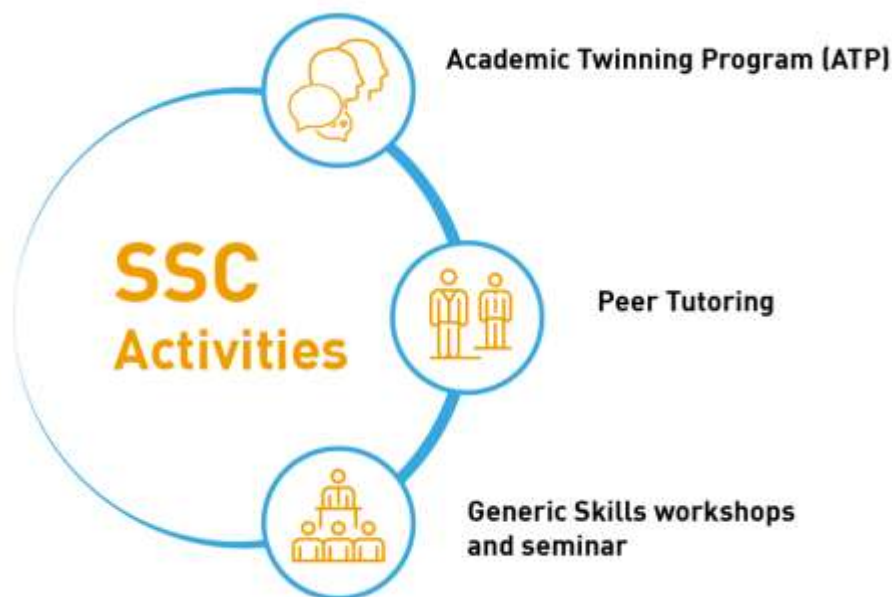 Academic Twinning Program (ATP)
SSC
Activities
Peer Tutoring
Generic Skills workshops
and seminar